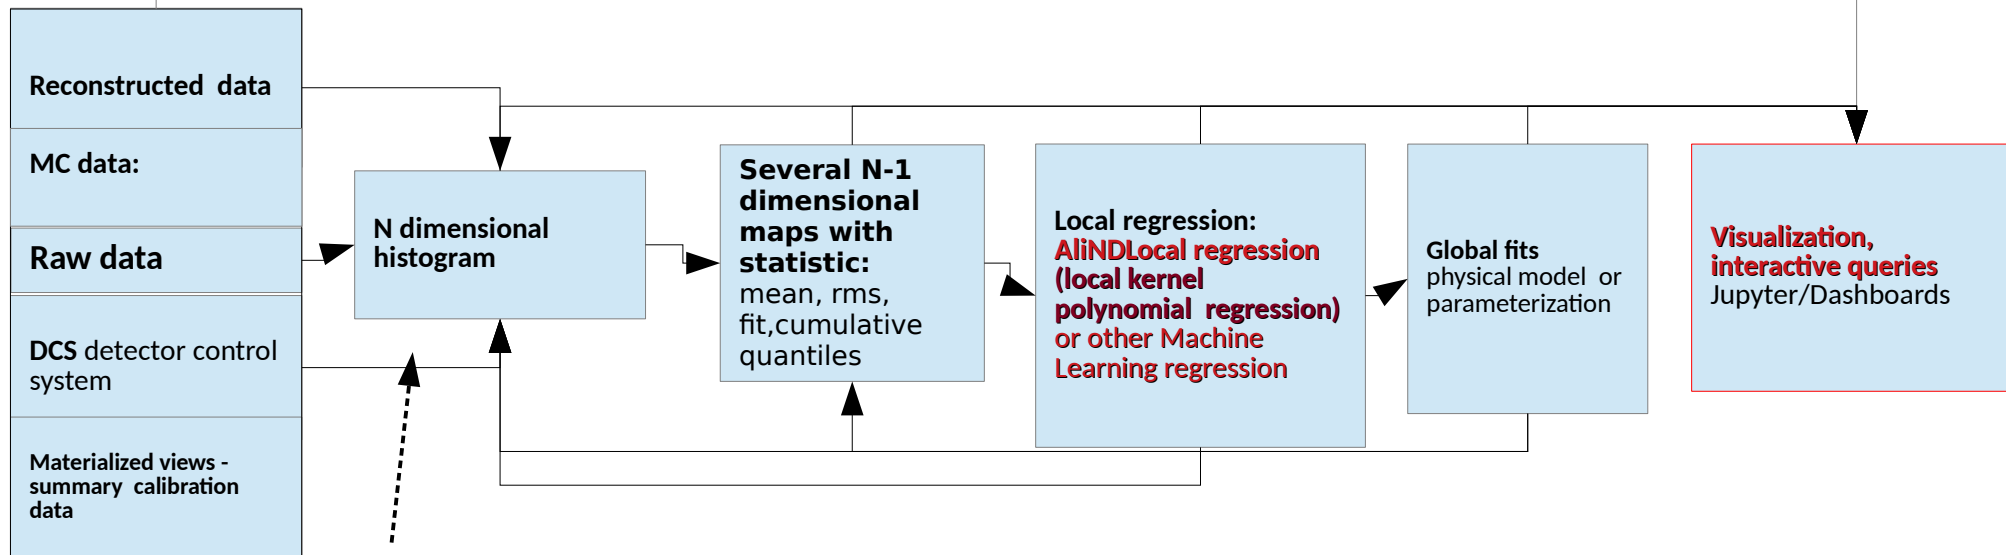 Reconstructed data
MC data:
Raw data
DCS detector control
system
Materialized views -
summary calibration
data
N dimensional
histogram
Several N-1
dimensional
maps with
statistic:
mean, rms,
fit,cumulative
quantiles
Local regression:
AliNDLocal regression
(local kernel
polynomial regression)
or other Machine
Learning regression
Global fits
physical model or
parameterization
Visualization,
interactive queries
Jupyter/Dashboards